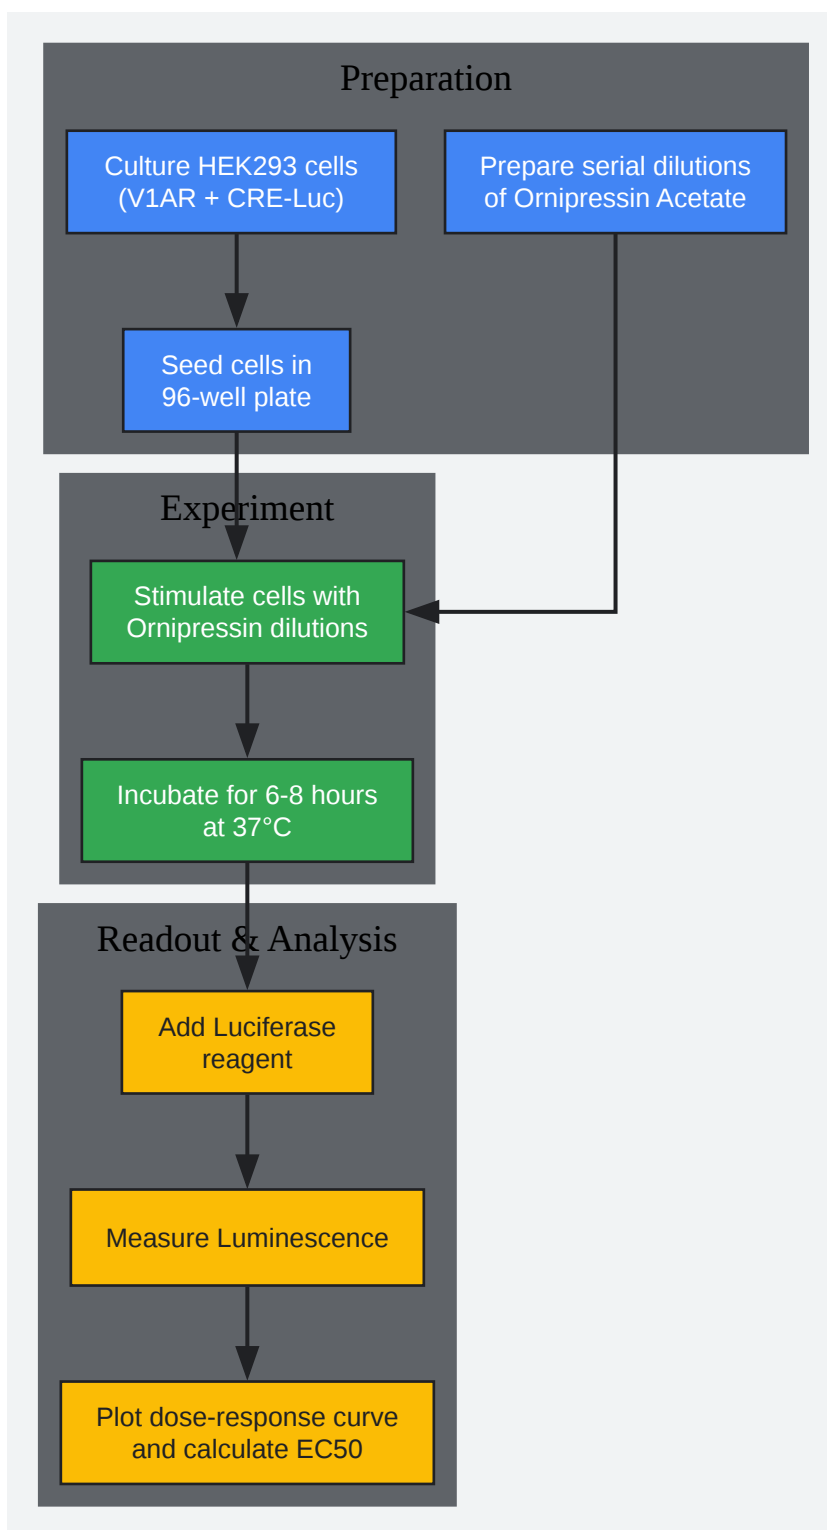 Preparation
Culture HEK293 cells
(V1AR + CRE-Luc)
Prepare serial dilutions
of Ornipressin Acetate
Seed cells in
96-well plate
Experiment
Stimulate cells with
Ornipressin dilutions
Incubate for 6-8 hours
at 37°C
Readout & Analysis
Add Luciferase
reagent
Measure Luminescence
Plot dose-response curve
and calculate EC50